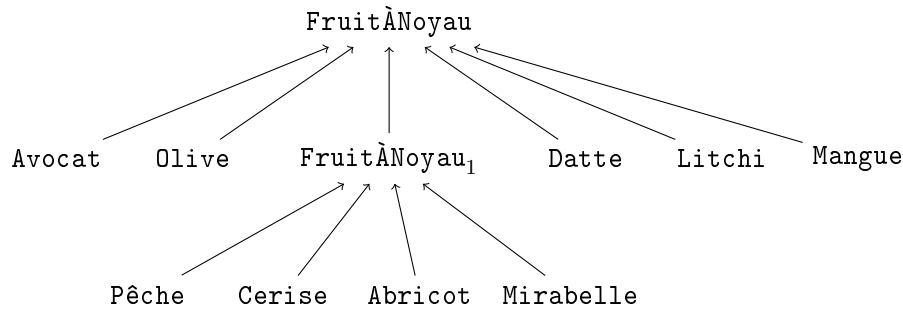 FruitÀNoyau
Avocat Olive FruitÀNoyau₁ Datte Litchi Mangue
Pêche Cerise Abricot Mirabelle